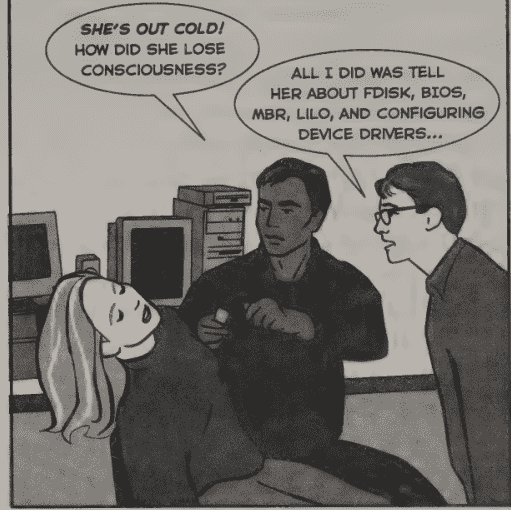 SHE'S OUT COLD!
HOW DID SHE LOSE
CONSCIOUSNESS?
ALL I DID WAS TELL
HER ABOUT FDISK, BIOS,
MBR, LILO, AND CONFIGURING
DEVICE DRIVERS...